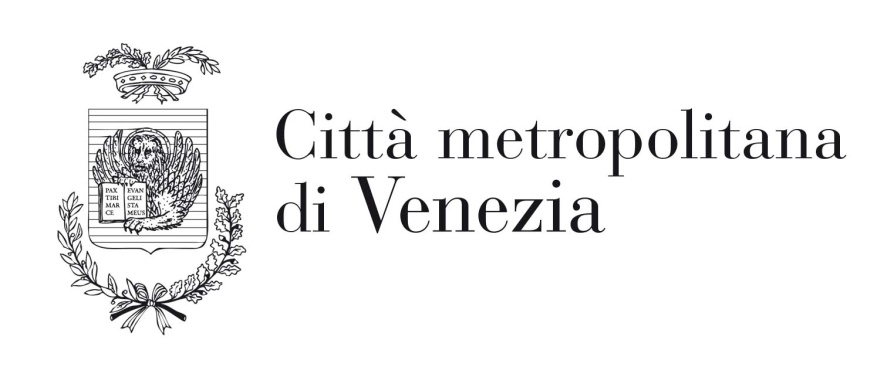 Città metropolitana
di Venezia
PAX
TIBI
MAR
CE
EVAN
GELI
STA
MEUS